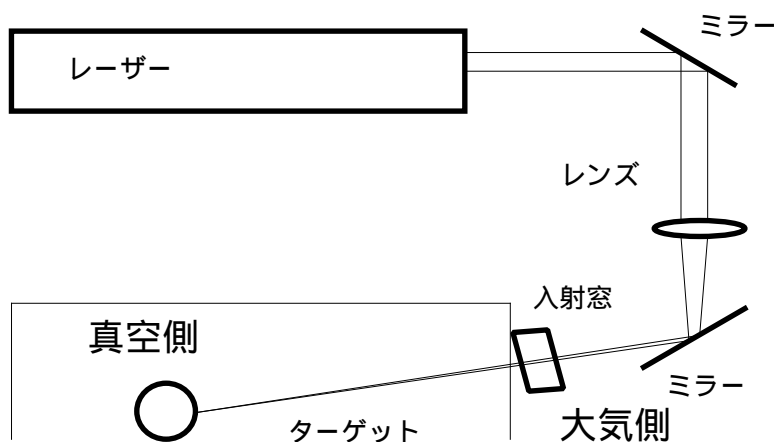 ミラー
レーザー
レンズ
入射窓
真空側
ミラー
大気側
ターゲット